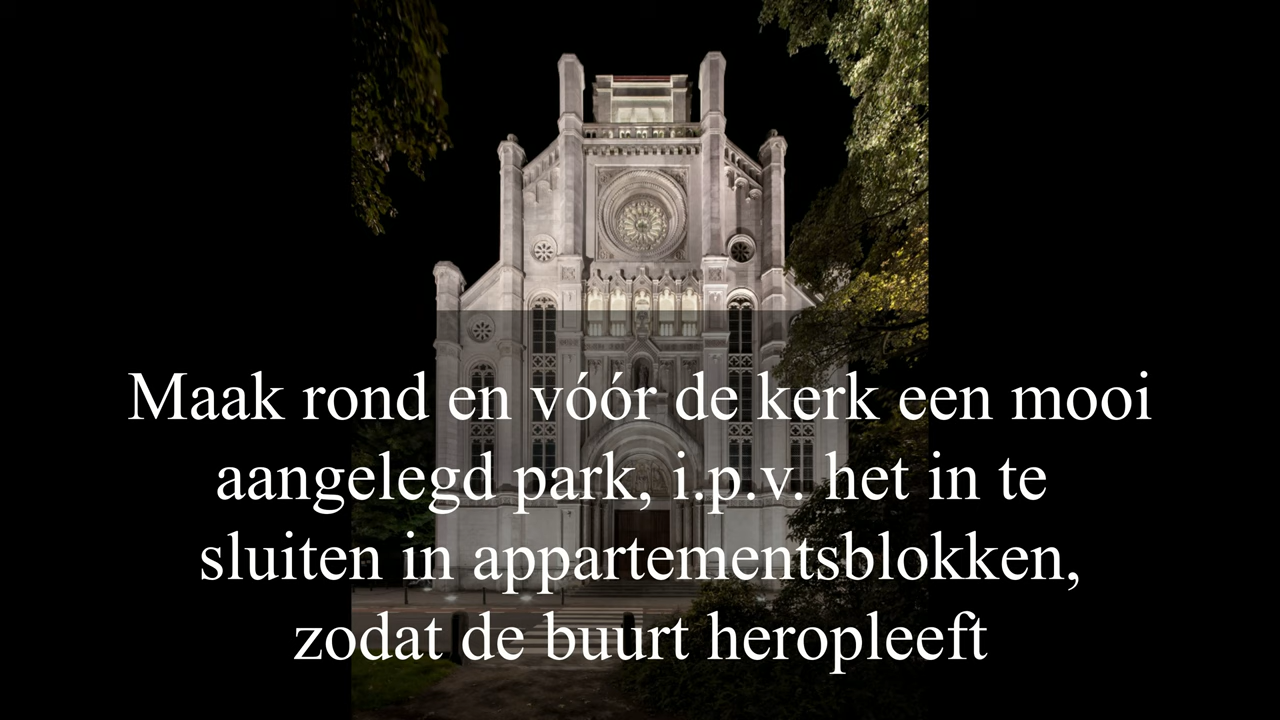 Maak rond en vóór de kerk een mooi
aangelegd park, i.p.v. het in te
sluiten in appartementsblokken,
zodat de buurt heropleeft